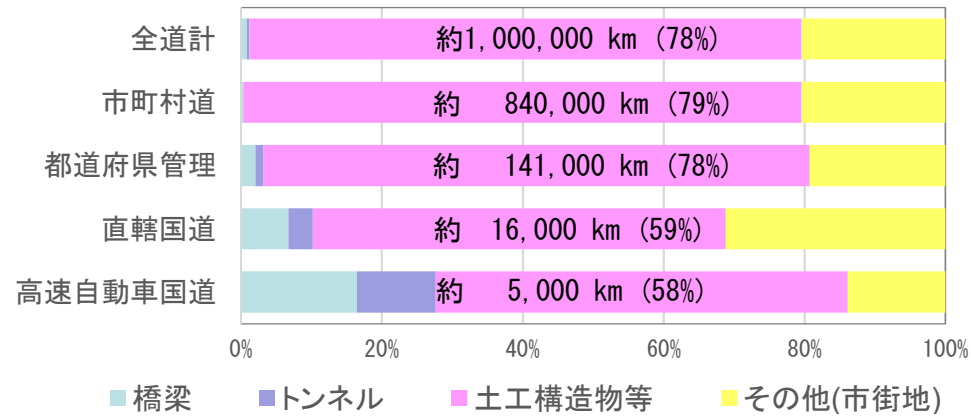 全道計 約1,000,000 km (78%)
市町村道 約 840,000 km (79%)
都道府県管理 約 141,000 km (78%)
直轄国道 約 16,000 km (59%)
高速自動車国道 約 5,000 km (58%)
0% 20% 40% 60% 80% 100%
橋梁 トンネル 土工構造物等 その他(市街地)